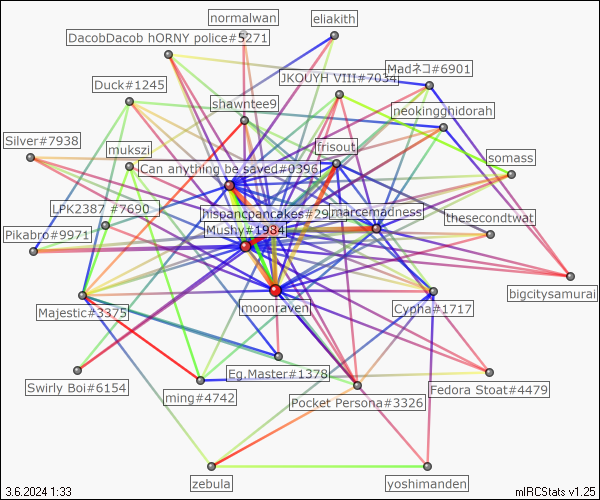 normalwan
eliakith
DacobDacob hORNY police#5271
Madネコ#6901
JKOUYH VIII#7034
Duck#1245
shawntee9
neokingghidorah
Silver#7938
mukszi
frisout
somass
Can anything be saved#0396
LPK2387 #7690
hispancpancakes#29
marcemadness
thesecondtwat
Pikabro#9971
Mushy#1984
bigcitysamurai
Majestic#3375
moonraven
Cypha#1717
Swirly Boi#6154
Eg.Master#1378
Fedora Stoat#4479
ming#4742
Pocket Persona#3326
zebula
yoshimanden
3.6.2024 1:33
mIRCStats v1.25